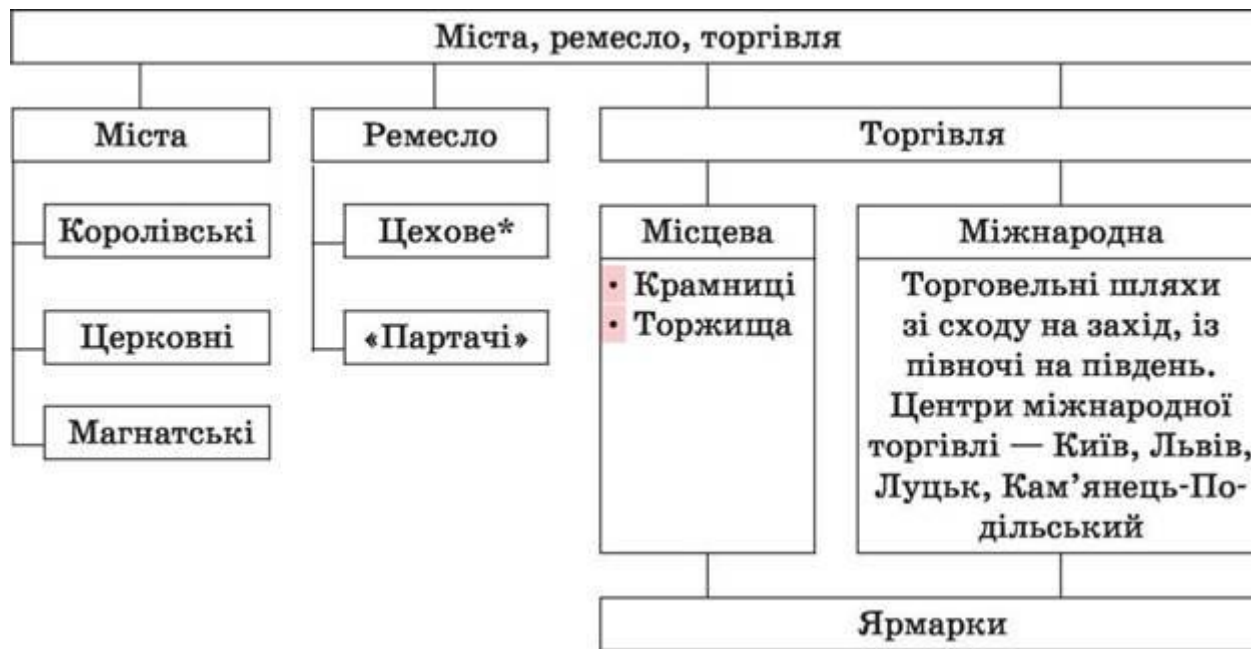 Міста, ремесло, торгівля
Міста
Королівські
Церковні
Магнатські
Ремесло
Цехове*
«Партачі»
Торгівля
Місцева
• Крамниці
• Торжища
Міжнародна
Торговельні шляхи
зі сходу на захід, із
півночі на південь.
Центри міжнародної
торгівлі — Київ, Львів,
Луцьк, Кам’янець-По-
дільський
Ярмарки